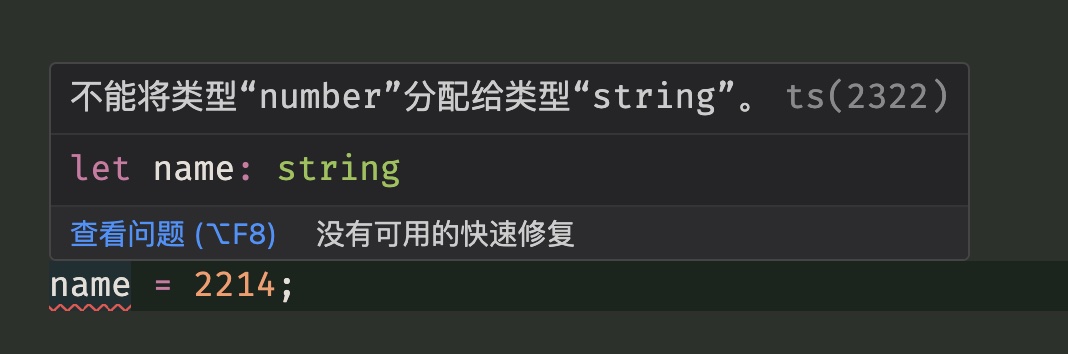 不能将类型“number”分配给类型“string”。 ts(2322)
let name: string
查看问题 (⌥F8) 没有可用的快速修复
name = 2214;